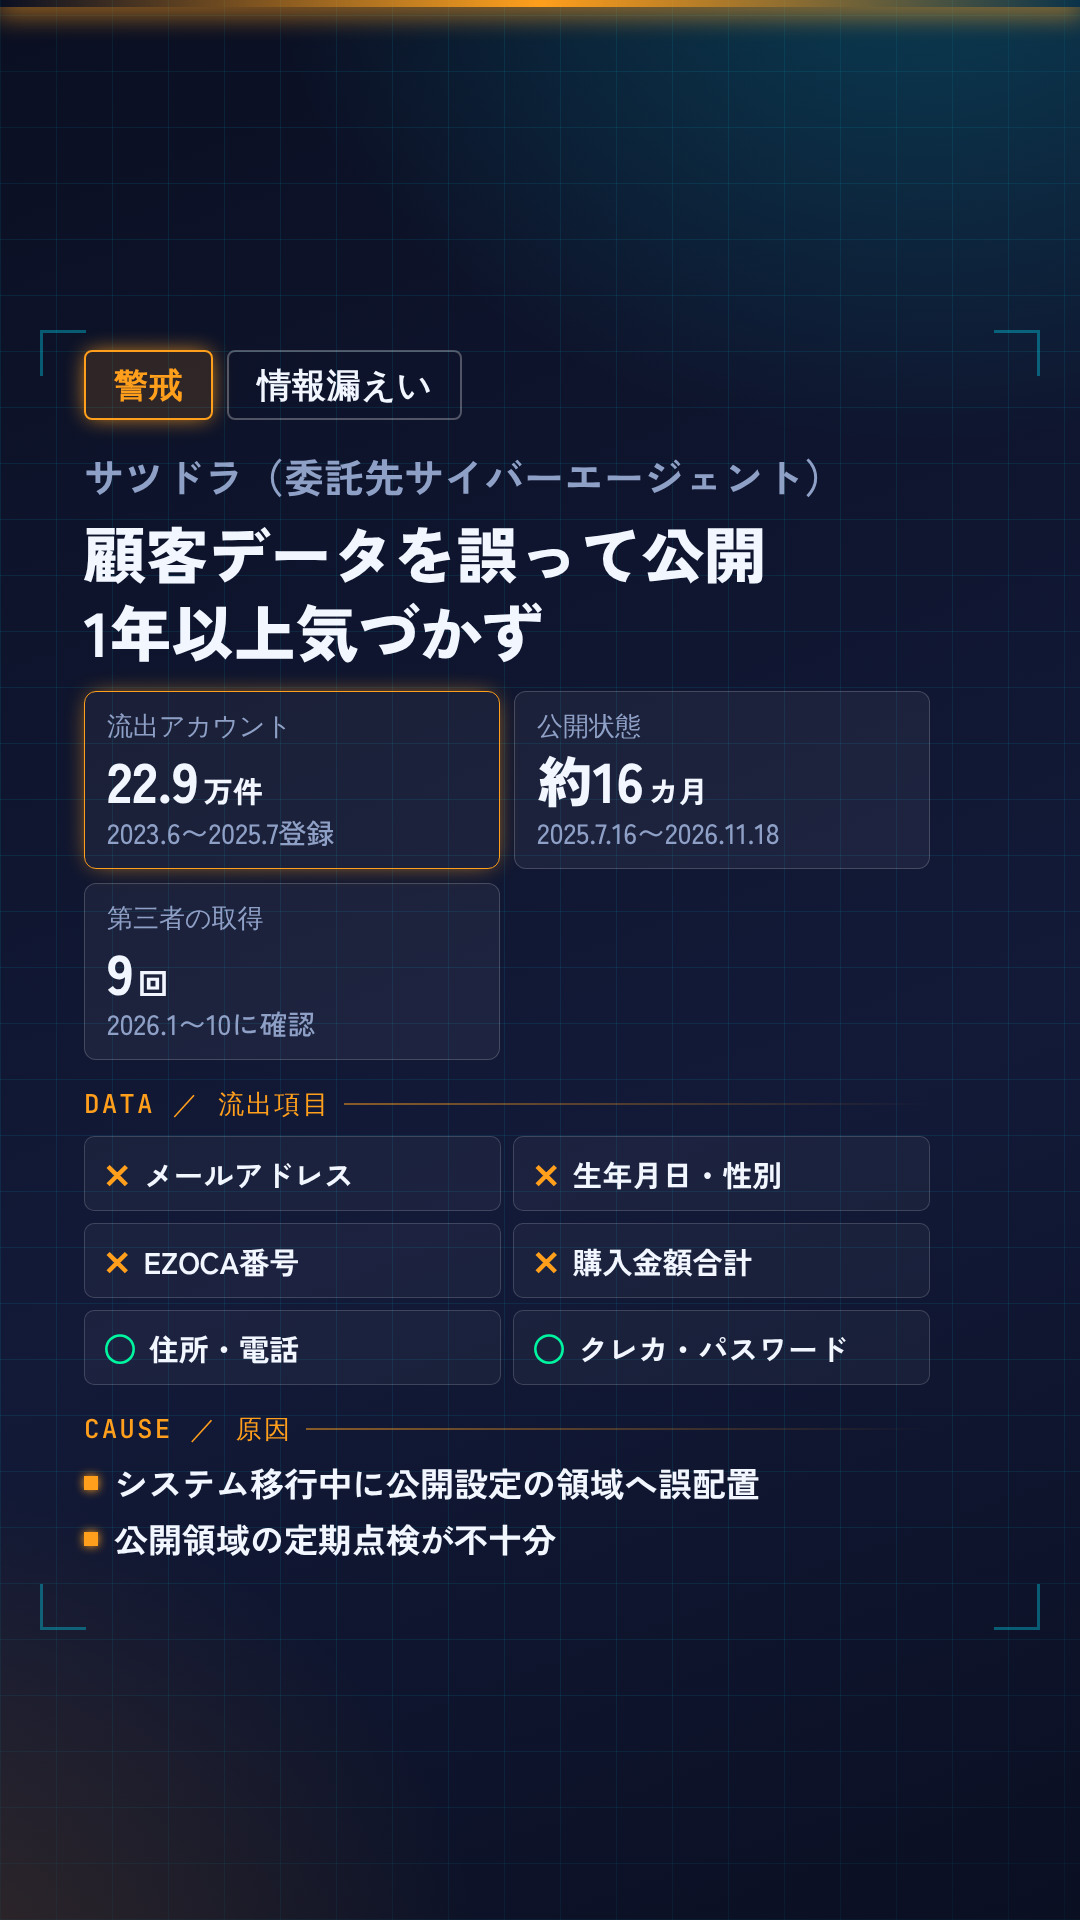 警戒 情報漏えい
サツドラ（委託先サイバーエージェント）
顧客データを誤って公開
1年以上気づかず
流出アカウント
22.9万件
2023.6〜2025.7登録
公開状態
約16カ月
2025.7.16〜2026.11.18
第三者の取得
9回
2026.1〜10に確認
DATA ／ 流出項目
✕ メールアドレス
✕ 生年月日・性別
✕ EZOCA番号
✕ 購入金額合計
〇 住所・電話
〇 クレカ・パスワード
CAUSE ／ 原因
■ システム移行中に公開設定の領域へ誤配置
■ 公開領域の定期点検が不十分